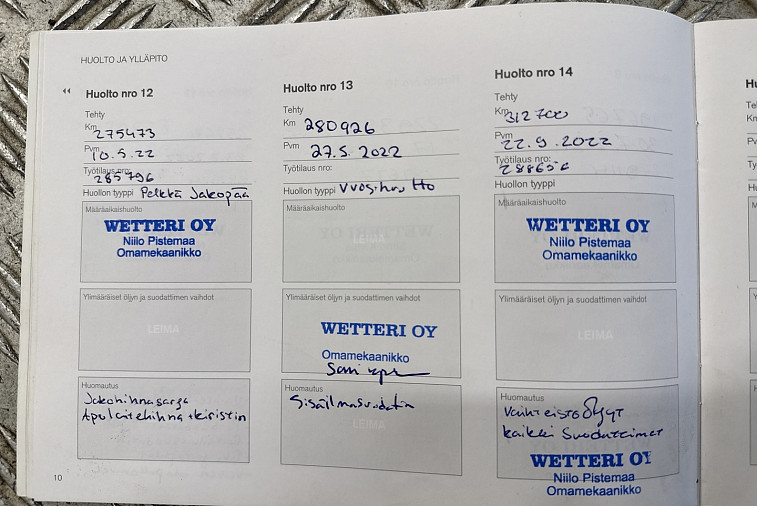 HUOLTO JA YLLÄPITO
Huolto nro 12
Tehty
Km 275473
Pvm 10.5.22
Työtilaus nro: 285796
Huollon tyyppi Pelkkä Jakopää
Määräaikaishuolto
WETTERI OY
Niilo Pistemaa
Omamekaanikko
Ylimääräiset öljyn ja suodattimen vaihdot
LEIMA
Huomautus
Jakohihnasarja
Apulaitehihna + kiristin
10
Huolto nro 13
Tehty
Km 280926
Pvm 27.5.2022
Työtilaus nro:
Huollon tyyppi Vuosihuolto
Määräaikaishuolto
LEIMA
Ylimääräiset öljyn ja suodattimen vaihdot
WETTERI OY
Omamekaanikko
Huomautus
Sisäilmasuodatin
LEIMA
Huolto nro 14
Tehty
Km 312700
Pvm 22.9.2022
Työtilaus nro:
Huollon tyyppi
Määräaikaishuolto
WETTERI OY
Niilo Pistemaa
Omamekaanikko
Ylimääräiset öljyn ja suodattimen vaihdot
LEIMA
Huomautus
Vaihteistoöljyt
kaikki Suodattimet
WETTERI OY
Niilo Pistemaa
Omamekaanikko